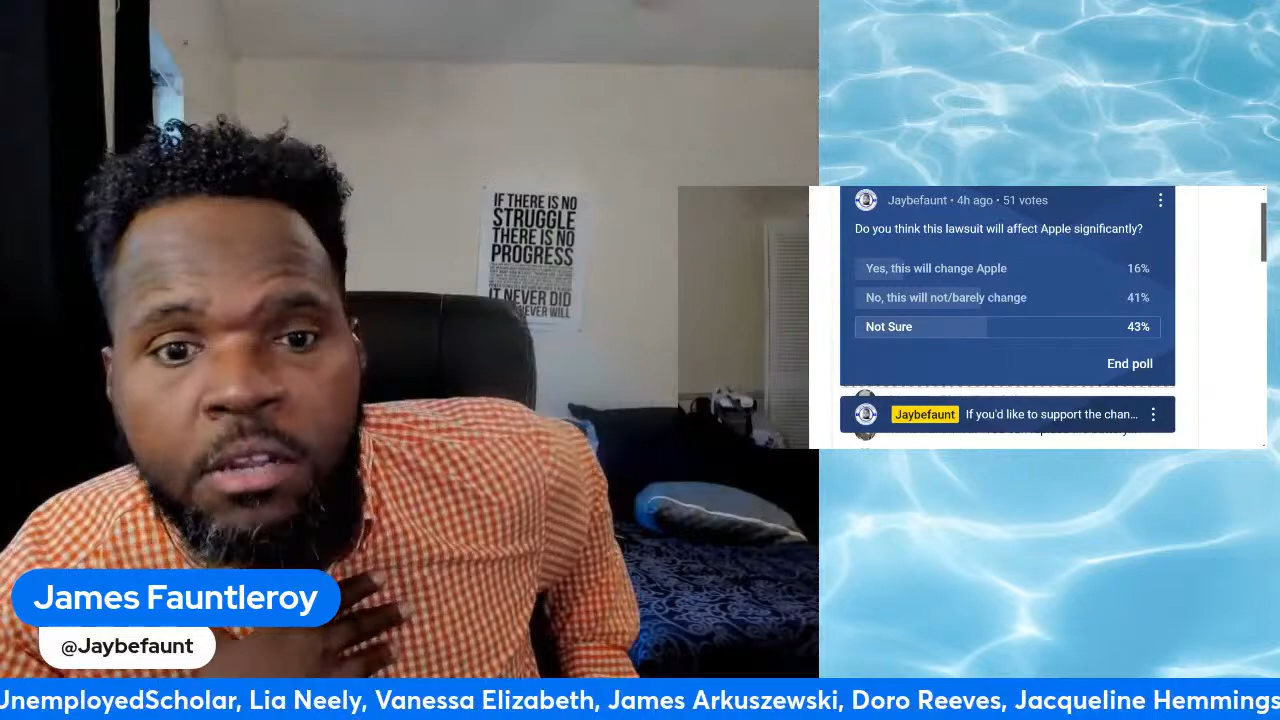 IF THERE IS NO
STRUGGLE
THERE IS NO
PROGRESS
IT NEVER DID
WILL
Jaybefaunt • 4h ago • 51 votes
Do you think this lawsuit will affect Apple significantly?
Yes, this will change Apple 16%
No, this will not/barely change 41%
Not Sure 43%
End poll
Jaybefaunt If you'd like to support the chan...
James Fauntleroy
@Jaybefaunt
UnemployedScholar, Lia Neely, Vanessa Elizabeth, James Arkuszewski, Doro Reeves, Jacqueline Hemmings